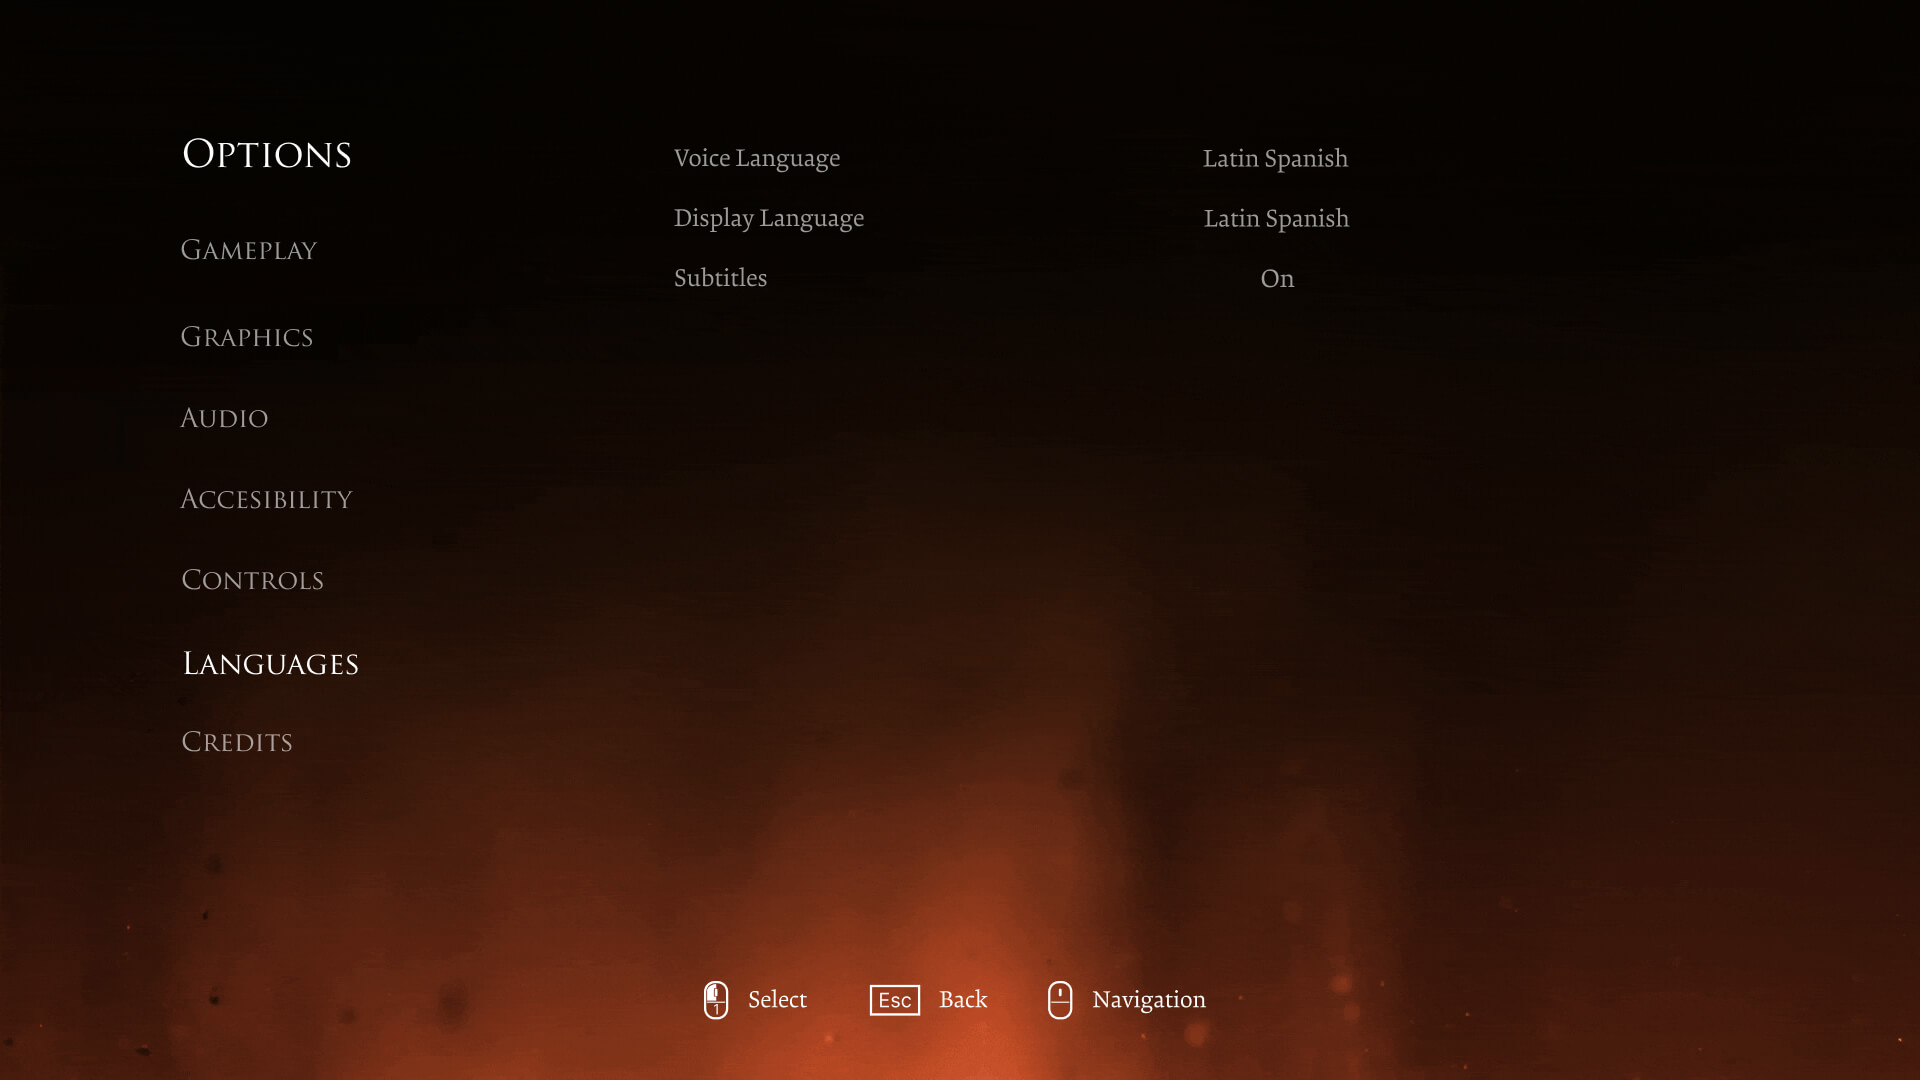 Options
Gameplay
Graphics
Audio
Accesibility
Controls
Languages
Credits
Voice Language Latin Spanish
Display Language Latin Spanish
Subtitles On
1 Select Esc Back Navigation